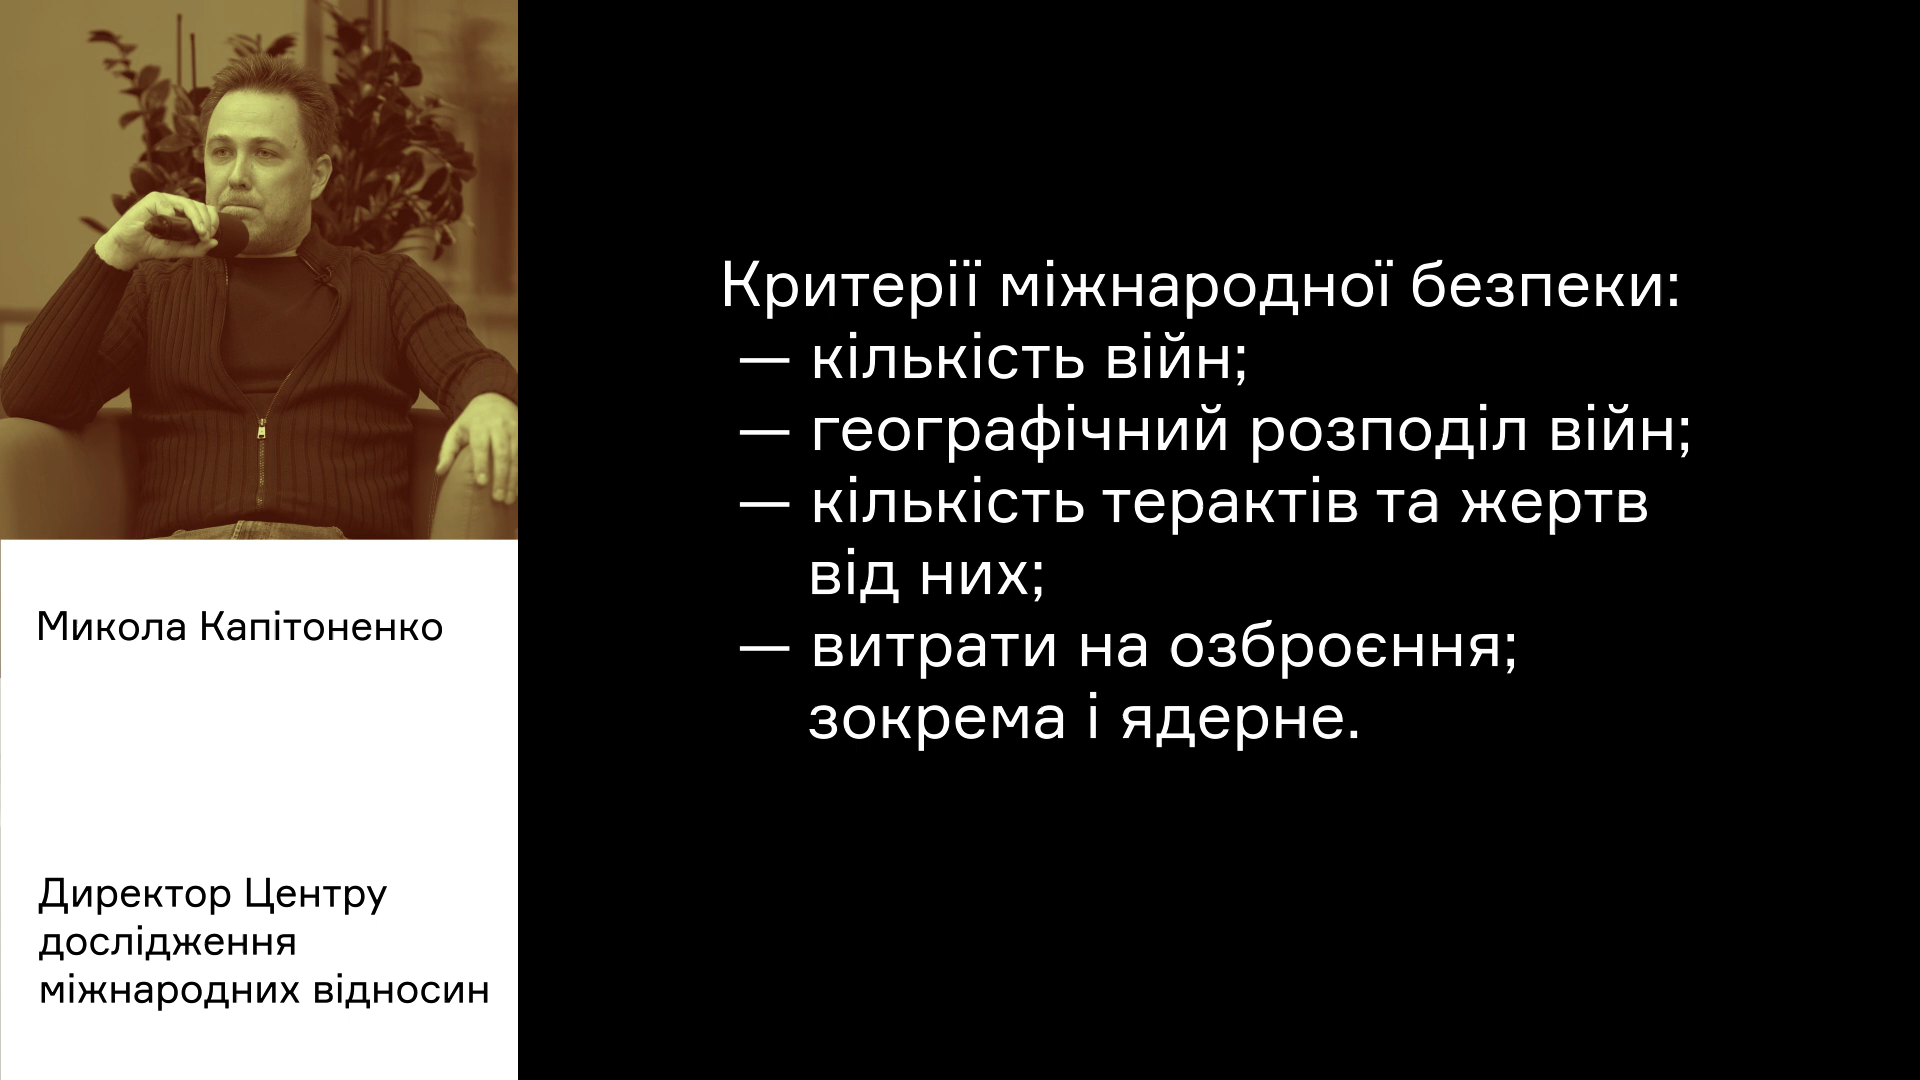 Микола Капітоненко
Директор Центру
дослідження
міжнародних відносин
Критерії міжнародної безпеки:
— кількість війн;
— географічний розподіл війн;
— кількість терактів та жертв
від них;
— витрати на озброєння;
зокрема і ядерне.